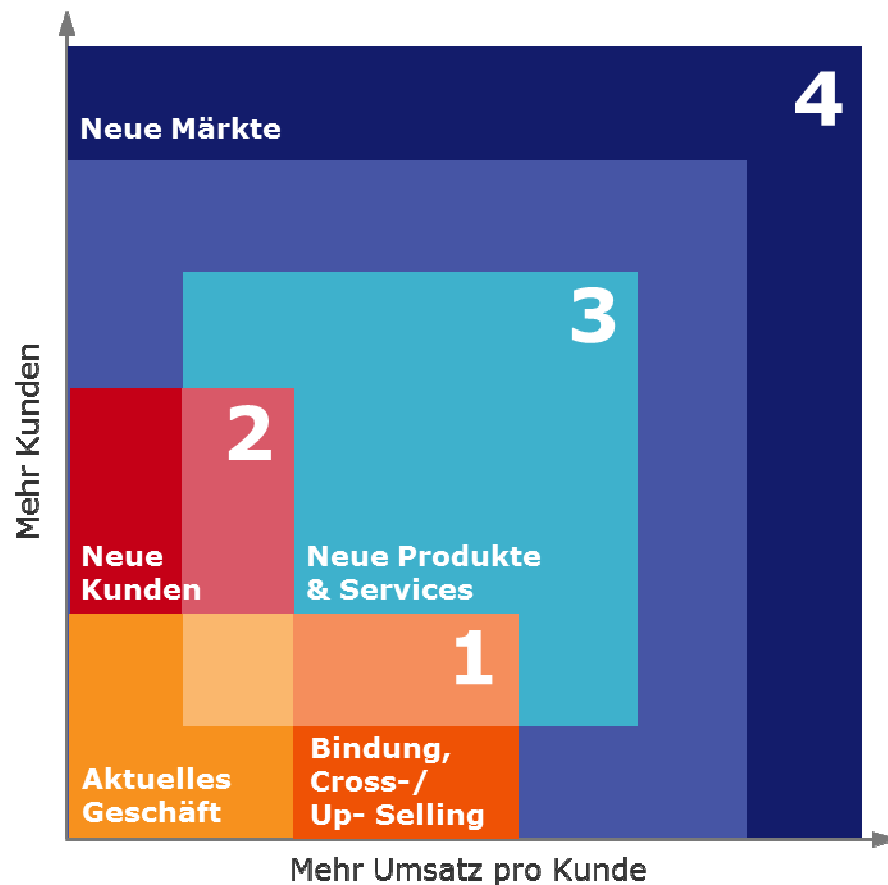 4
Neue Märkte
3
2
Neue
Kunden
Neue Produkte
& Services
1
Aktuelles
Geschäft
Bindung,
Cross-/
Up- Selling
Mehr Kunden
Mehr Umsatz pro Kunde